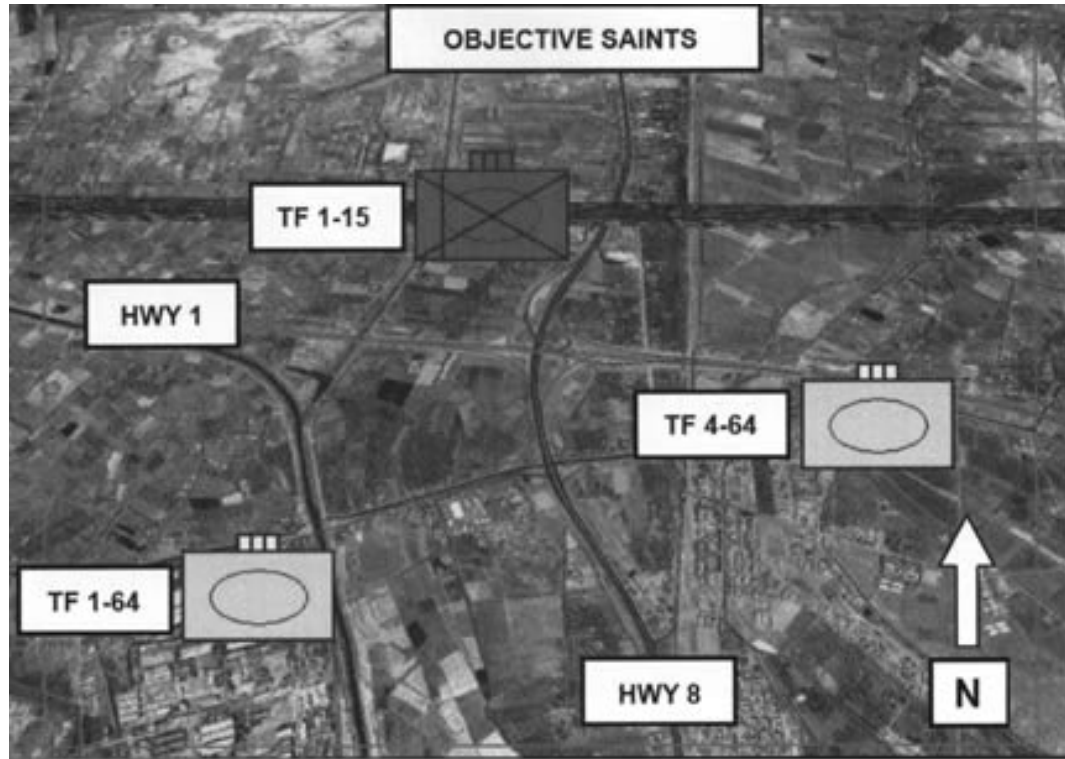 OBJECTIVE SAINTS
TF 1-15
HWY 1
TF 4-64
TF 1-64
HWY 8
N